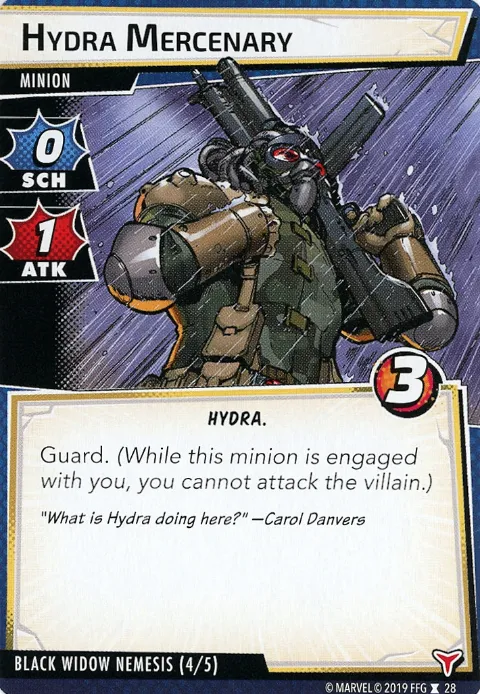 HYDRA MERCENARY
MINION
0
SCH
1
ATK
3
HYDRA.
Guard. (While this minion is engaged
with you, you cannot attack the villain.)
"What is Hydra doing here?" —Carol Danvers
BLACK WIDOW NEMESIS (4/5)
© MARVEL © 2019 FFG 28